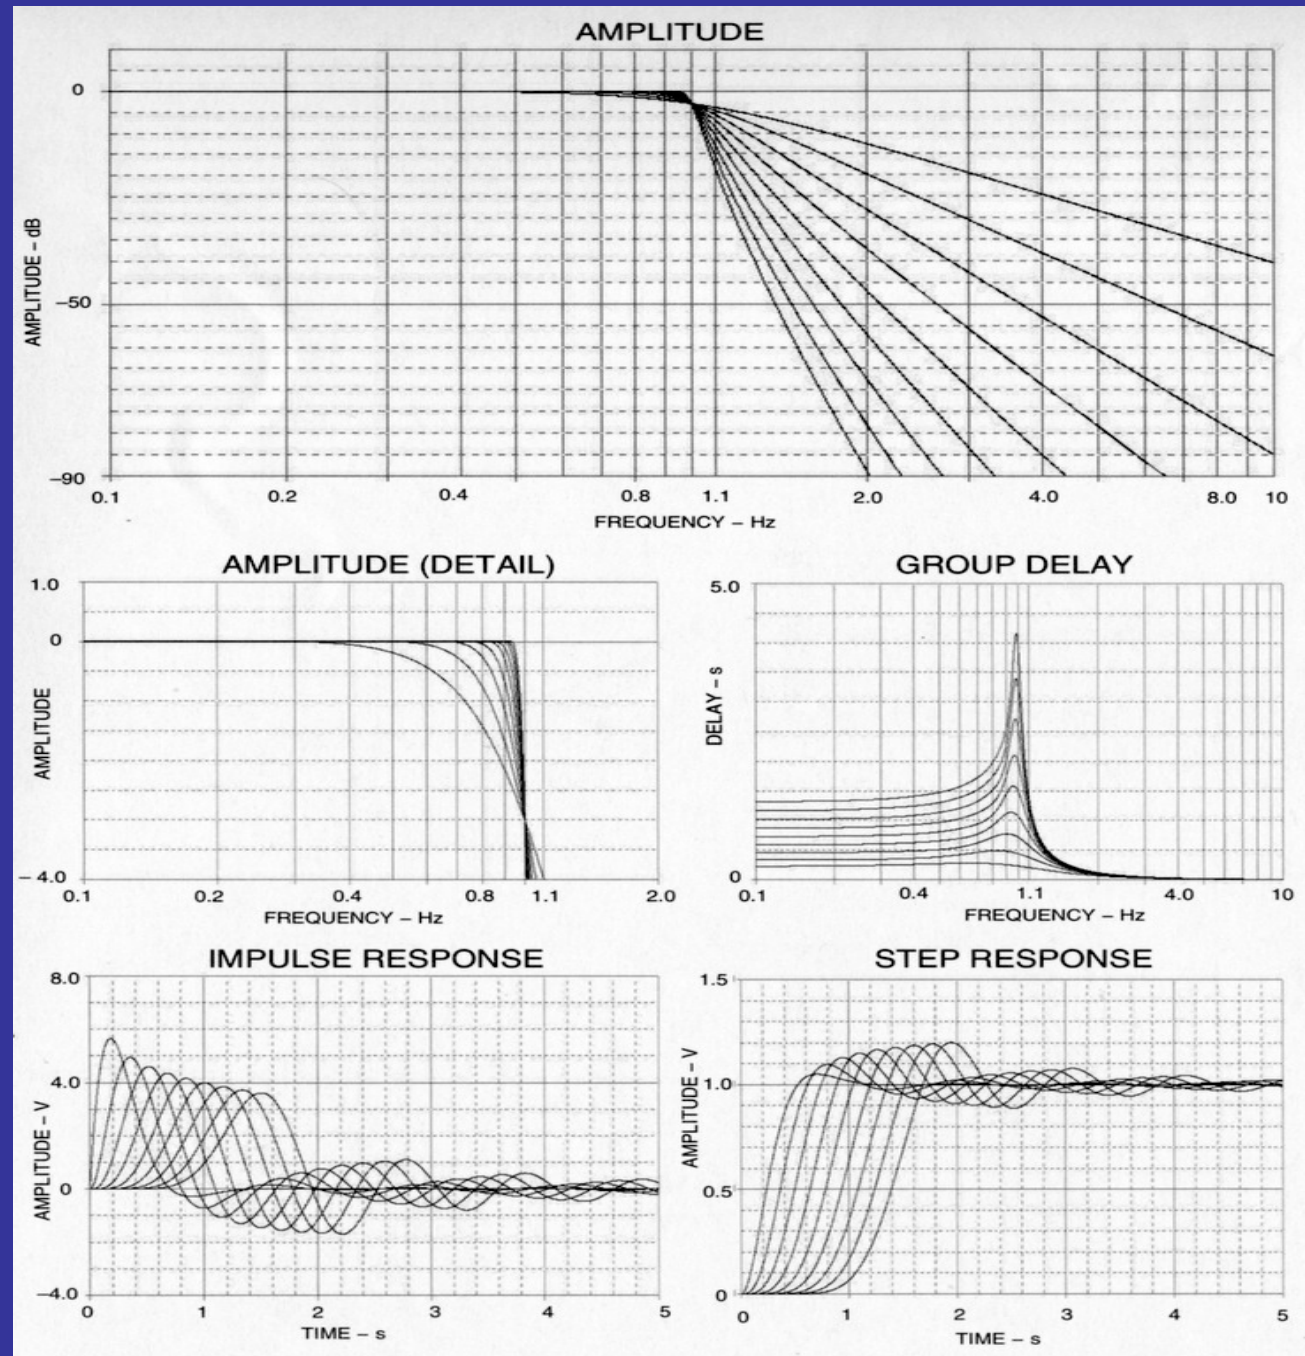 AMPLITUDE
0
–50
–90
AMPLITUDE – dB
0.1 0.2 0.4 0.8 1.1 2.0 4.0 8.0 10
FREQUENCY – Hz
AMPLITUDE (DETAIL)
1.0
0
– 4.0
AMPLITUDE
0.1 0.2 0.4 0.8 1.1 2.0
FREQUENCY – Hz
GROUP DELAY
5.0
0
DELAY – s
0.1 0.4 1.1 4.0 10
FREQUENCY – Hz
IMPULSE RESPONSE
8.0
4.0
0
–4.0
AMPLITUDE – V
0 1 2 3 4 5
TIME – s
STEP RESPONSE
1.5
1.0
0.5
0
AMPLITUDE – V
0 1 2 3 4 5
TIME – s